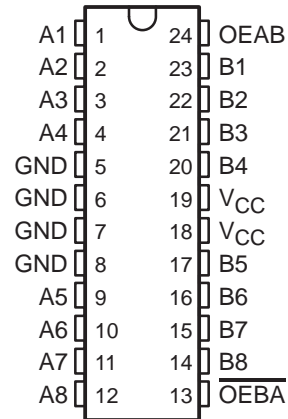 A1 1 24 OEAB
A2 2 23 B1
A3 3 22 B2
A4 4 21 B3
GND 5 20 B4
GND 6 19 VCC
GND 7 18 VCC
GND 8 17 B5
A5 9 16 B6
A6 10 15 B7
A7 11 14 B8
A8 12 13 OEBA